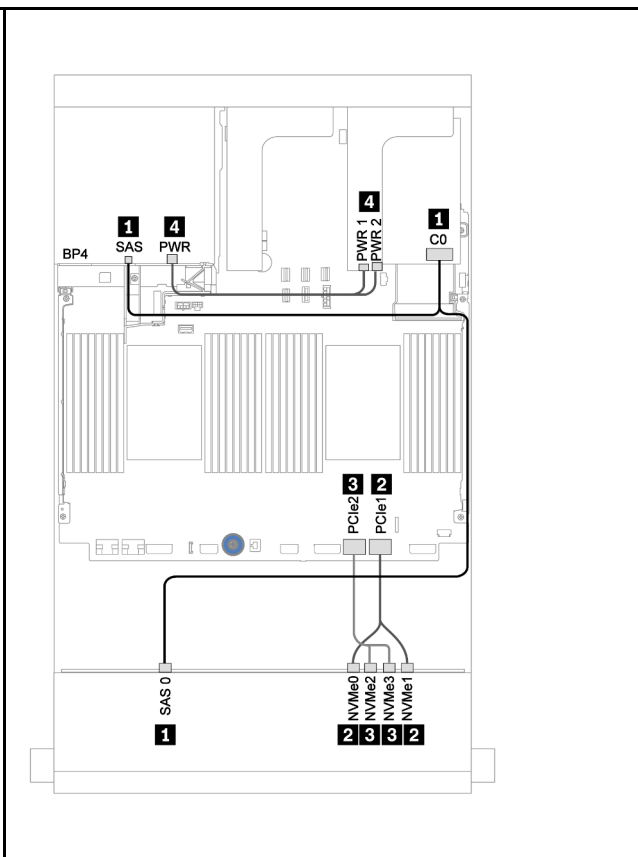 4
1 4 1
PWR 1
PWR 2
C0
SAS PWR
BP4
3 2
PCIe2
PCIe1
SAS 0
NVMe0
NVMe2
NVMe3
NVMe1
1 2 3 3 2